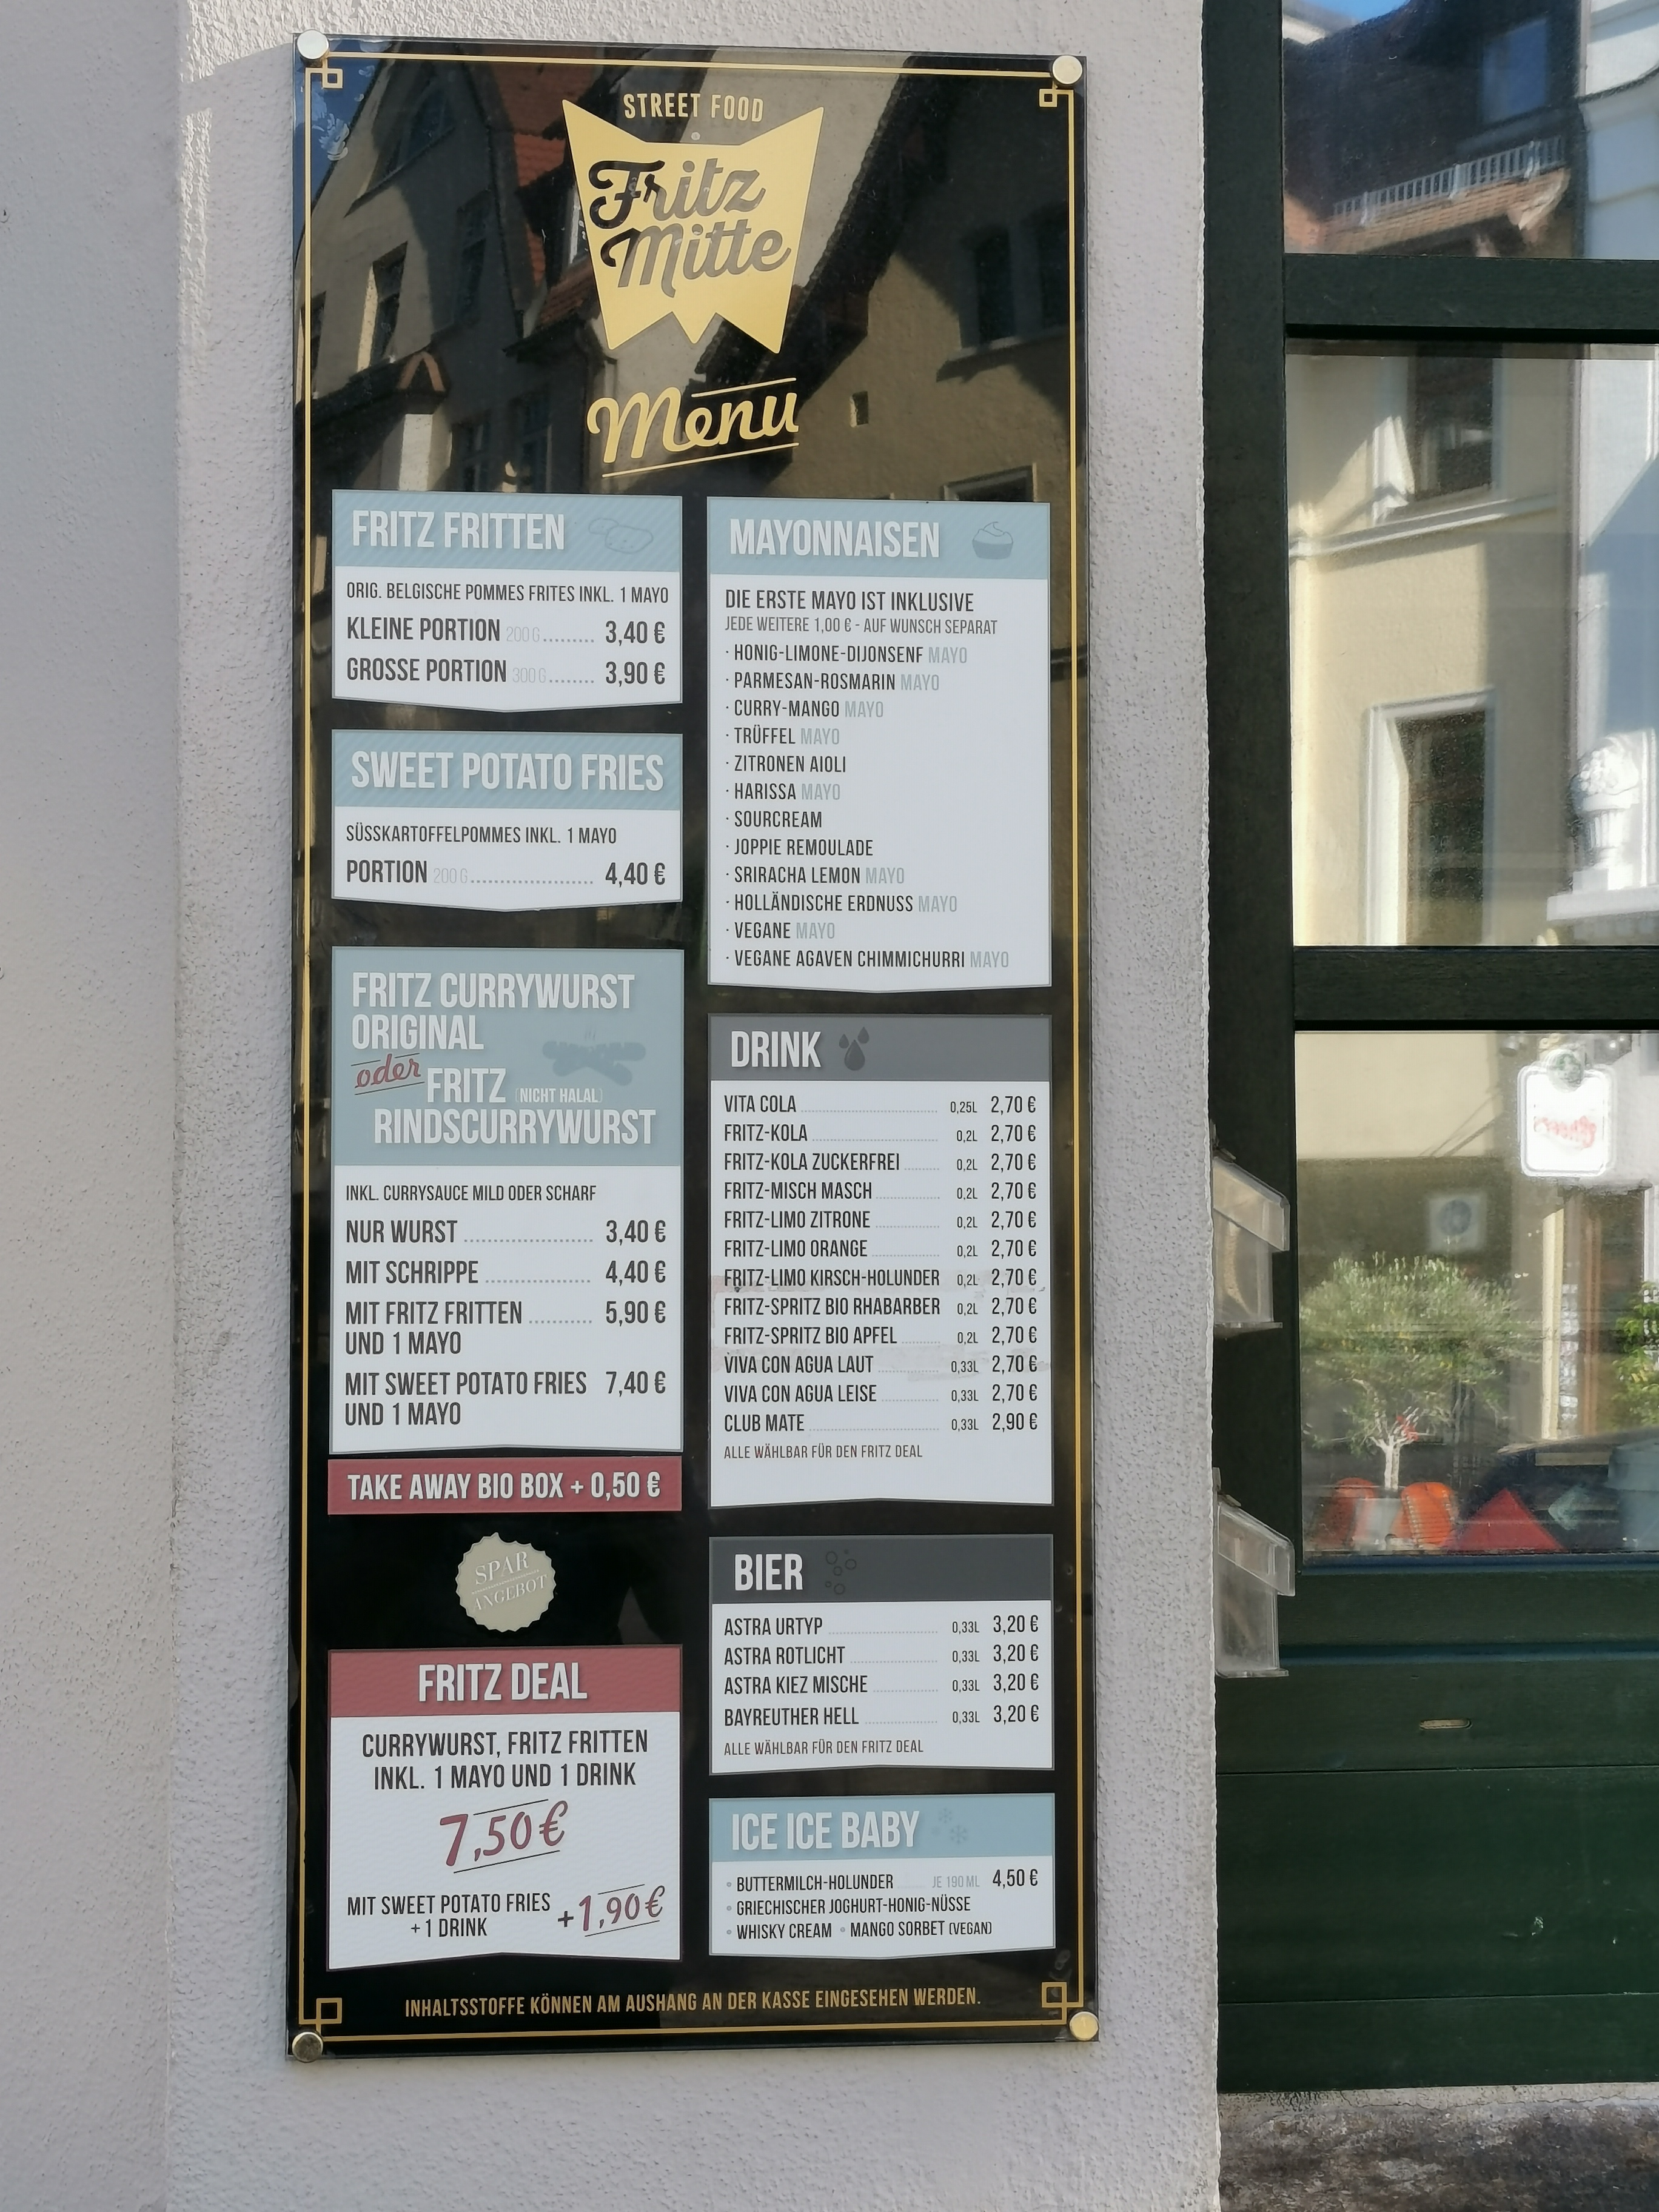 STREET FOOD
Fritz
Mitte
Menu
FRITZ FRITTEN
ORIG. BELGISCHE POMMES FRITES INKL. 1 MAYO
KLEINE PORTION 200 G ......... 3,40 €
GROSSE PORTION 300 G ........ 3,90 €
SWEET POTATO FRIES
SÜSSKARTOFFELPOMMES INKL. 1 MAYO
PORTION 200 G ...................... 4,40 €
FRITZ CURRYWURST
ORIGINAL
oder FRITZ (NICHT HALAL)
RINDSCURRYWURST
INKL. CURRYSAUCE MILD ODER SCHARF
NUR WURST ....................... 3,40 €
MIT SCHRIPPE ................... 4,40 €
MIT FRITZ FRITTEN ............ 5,90 €
UND 1 MAYO
MIT SWEET POTATO FRIES 7,40 €
UND 1 MAYO
TAKE AWAY BIO BOX + 0,50 €
SPAR
ANGEBOT
FRITZ DEAL
CURRYWURST, FRITZ FRITTEN
INKL. 1 MAYO UND 1 DRINK
7,50 €
MIT SWEET POTATO FRIES +1,90 €
+ 1 DRINK
MAYONNAISEN
DIE ERSTE MAYO IST INKLUSIVE
JEDE WEITERE 1,00 € - AUF WUNSCH SEPARAT
· HONIG-LIMONE-DIJONSENF MAYO
· PARMESAN-ROSMARIN MAYO
· CURRY-MANGO MAYO
· TRÜFFEL MAYO
· ZITRONEN AIOLI
· HARISSA MAYO
· SOURCREAM
· JOPPIE REMOULADE
· SRIRACHA LEMON MAYO
· HOLLÄNDISCHE ERDNUSS MAYO
· VEGANE MAYO
· VEGANE AGAVEN CHIMMICHURRI MAYO
DRINK
VITA COLA ........ 0,25L 2,70 €
FRITZ-KOLA ........ 0,2L 2,70 €
FRITZ-KOLA ZUCKERFREI ........ 0,2L 2,70 €
FRITZ-MISCH MASCH ........ 0,2L 2,70 €
FRITZ-LIMO ZITRONE ........ 0,2L 2,70 €
FRITZ-LIMO ORANGE ........ 0,2L 2,70 €
FRITZ-LIMO KIRSCH-HOLUNDER 0,2L 2,70 €
FRITZ-SPRITZ BIO RHABARBER 0,2L 2,70 €
FRITZ-SPRITZ BIO APFEL ........ 0,2L 2,70 €
VIVA CON AGUA LAUT ........ 0,33L 2,70 €
VIVA CON AGUA LEISE ........ 0,33L 2,70 €
CLUB MATE ........ 0,33L 2,90 €
ALLE WÄHLBAR FÜR DEN FRITZ DEAL
BIER
ASTRA URTYP ........ 0,33L 3,20 €
ASTRA ROTLICHT ........ 0,33L 3,20 €
ASTRA KIEZ MISCHE ........ 0,33L 3,20 €
BAYREUTHER HELL ........ 0,33L 3,20 €
ALLE WÄHLBAR FÜR DEN FRITZ DEAL
ICE ICE BABY
• BUTTERMILCH-HOLUNDER JE 190 ML 4,50 €
• GRIECHISCHER JOGHURT-HONIG-NÜSSE
• WHISKY CREAM • MANGO SORBET (VEGAN)
INHALTSSTOFFE KÖNNEN AM AUSHANG AN DER KASSE EINGESEHEN WERDEN.